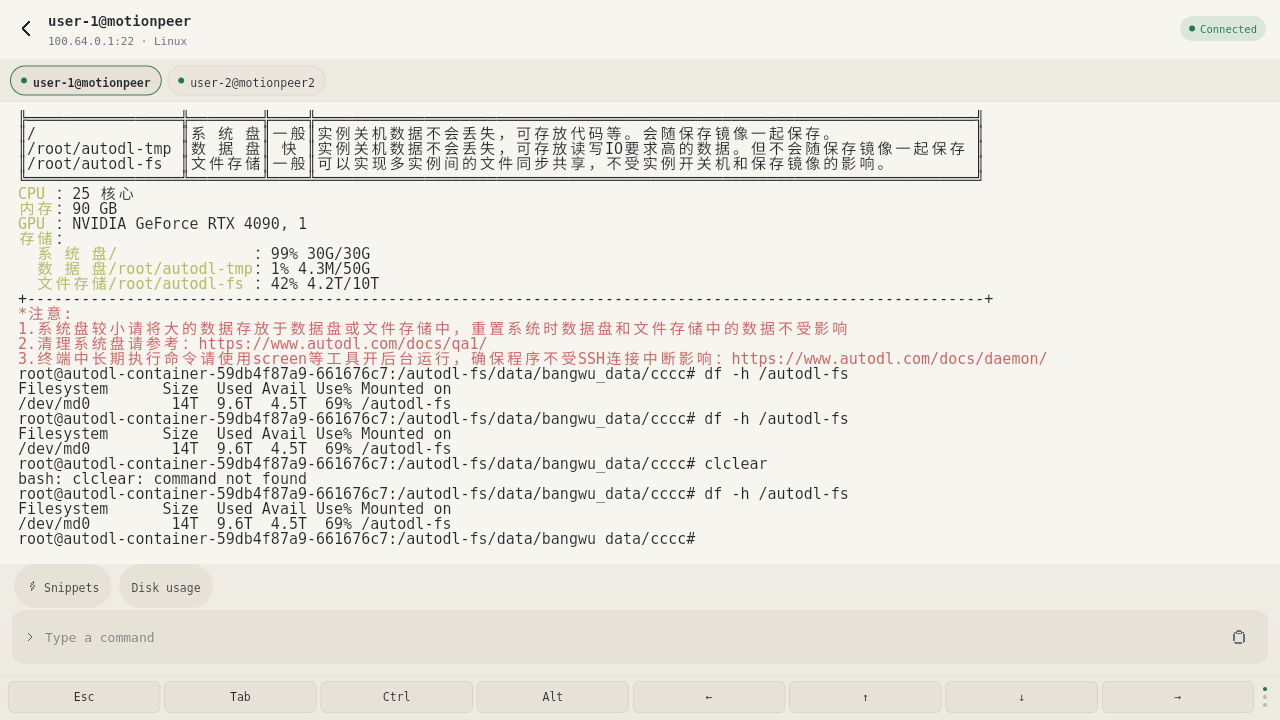 user-1@motionpeer
100.64.0.1:22 · Linux
Connected
user-1@motionpeer
user-2@motionpeer2
╠══════════════════╬════════╬════╬══════════════════════════════════════════════════════════════════════════╣
║/                 ║系 统 盘║一般║实例关机数据不会丢失，可存放代码等。会随保存镜像一起保存。║
║/root/autodl-tmp ║数 据 盘║ 快 ║实例关机数据不会丢失，可存放读写IO要求高的数据。但不会随保存镜像一起保存 ║
║/root/autodl-fs  ║文件存储║一般║可以实现多实例间的文件同步共享，不受实例开关机和保存镜像的影响。║
╚══════════════════╩════════╩════╩══════════════════════════════════════════════════════════════════════════╝
CPU ：25 核心
内存：90 GB
GPU ：NVIDIA GeForce RTX 4090, 1
存储：
系 统 盘/               ：99% 30G/30G
数 据 盘/root/autodl-tmp：1% 4.3M/50G
文件存储/root/autodl-fs ：42% 4.2T/10T
+----------------------------------------------------------------------------------------------------------+
*注意:
1.系统盘较小请将大的数据存放于数据盘或文件存储中，重置系统时数据盘和文件存储中的数据不受影响
2.清理系统盘请参考：https://www.autodl.com/docs/qa1/
3.终端中长期执行命令请使用screen等工具开后台运行，确保程序不受SSH连接中断影响：https://www.autodl.com/docs/daemon/
root@autodl-container-59db4f87a9-661676c7:/autodl-fs/data/bangwu_data/cccc# df -h /autodl-fs
Filesystem      Size  Used Avail Use% Mounted on
/dev/md0         14T  9.6T  4.5T  69% /autodl-fs
root@autodl-container-59db4f87a9-661676c7:/autodl-fs/data/bangwu_data/cccc# df -h /autodl-fs
Filesystem      Size  Used Avail Use% Mounted on
/dev/md0         14T  9.6T  4.5T  69% /autodl-fs
root@autodl-container-59db4f87a9-661676c7:/autodl-fs/data/bangwu_data/cccc# clclear
bash: clclear: command not found
root@autodl-container-59db4f87a9-661676c7:/autodl-fs/data/bangwu_data/cccc# df -h /autodl-fs
Filesystem      Size  Used Avail Use% Mounted on
/dev/md0         14T  9.6T  4.5T  69% /autodl-fs
root@autodl-container-59db4f87a9-661676c7:/autodl-fs/data/bangwu data/cccc#
Snippets
Disk usage
Type a command
Esc
Tab
Ctrl
Alt
←
↑
↓
→